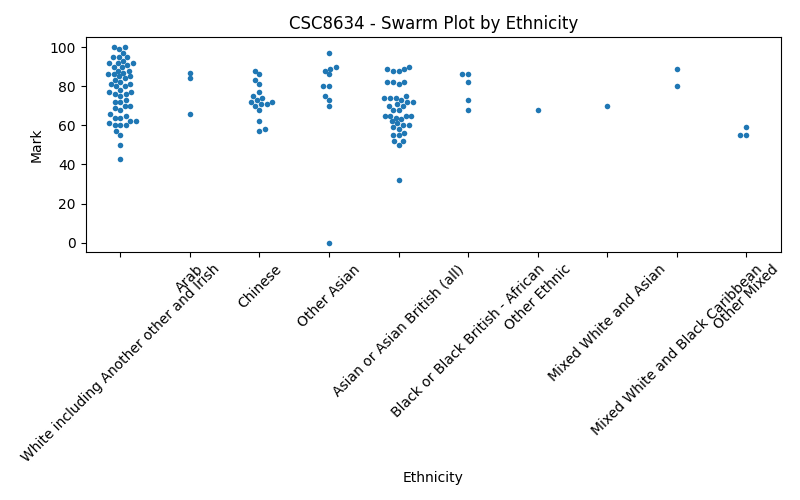 CSC8634 - Swarm Plot by Ethnicity
Mark
100
80
60
40
20
0
White including Another other and Irish
Arab
Chinese
Other Asian
Asian or Asian British (all)
Black or Black British - African
Other Ethnic
Mixed White and Asian
Mixed White and Black Caribbean
Other Mixed
Ethnicity